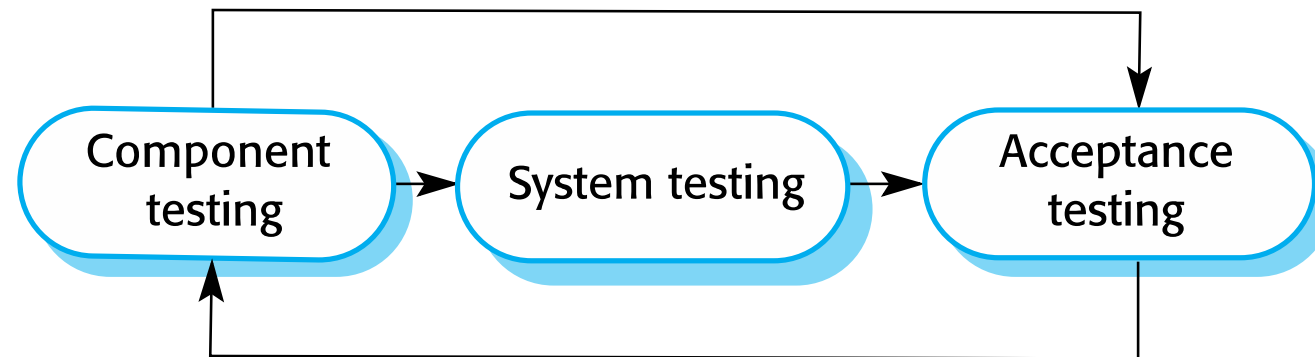 Component
testing
System testing
Acceptance
testing